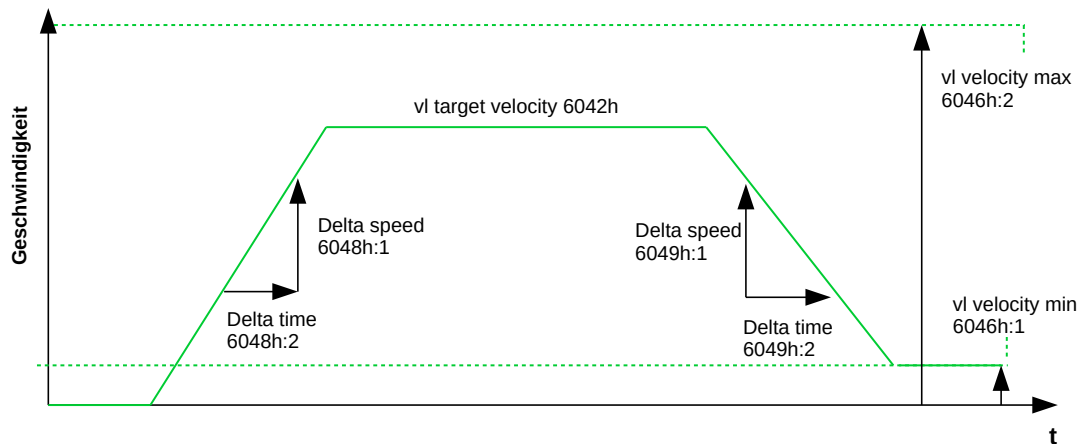 Geschwindigkeit
vl target velocity 6042h
Delta speed
6048h:1
Delta time
6048h:2
Delta speed
6049h:1
Delta time
6049h:2
vl velocity max
6046h:2
vl velocity min
6046h:1
t